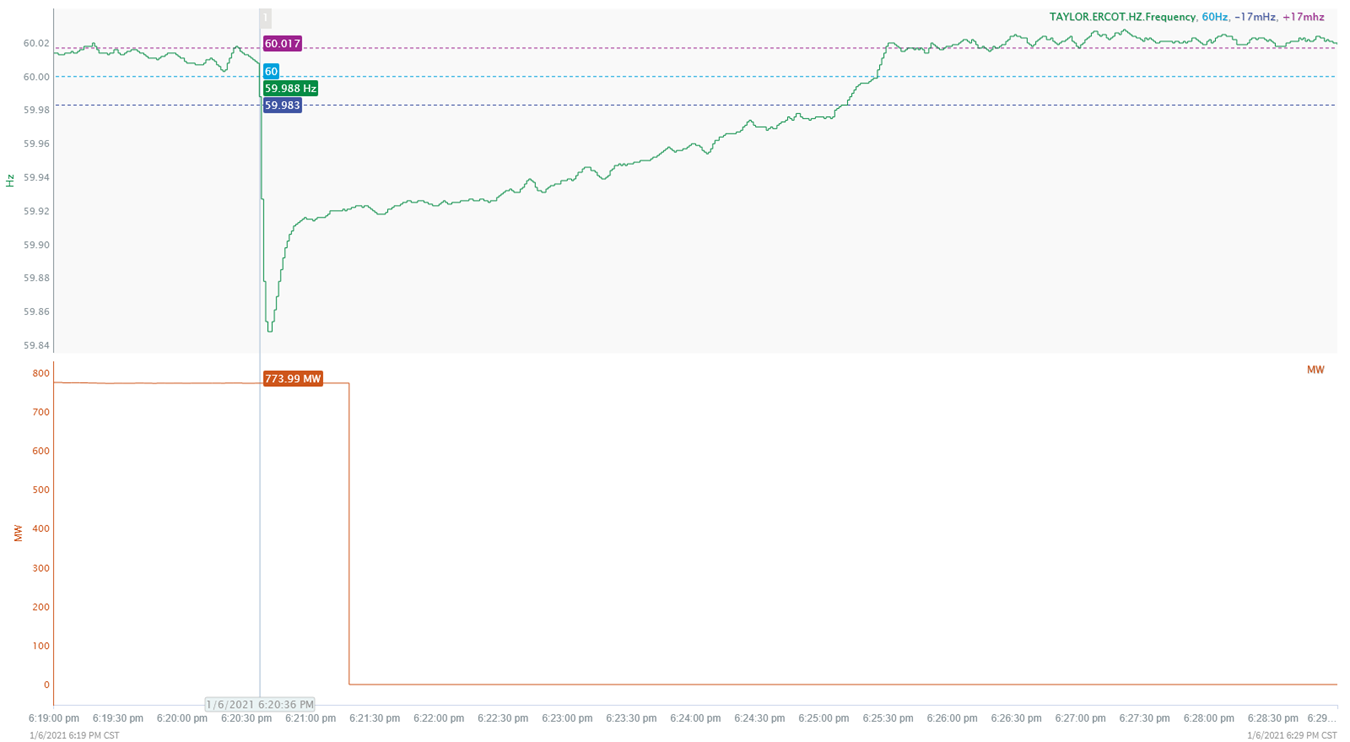 1
TAYLOR.ERCOT.HZ.Frequency, 60Hz, -17mHz, +17mhz
60.02
60.017
60.00
60
59.988 Hz
59.983
59.98
59.96
59.94
Hz
59.92
59.90
59.88
59.86
59.84
800
773.99 MW
MW
700
600
500
400
MW
300
200
100
0
1/6/2021 6:20:36 PM
6:19:00 pm 6:19:30 pm 6:20:00 pm 6:20:30 pm 6:21:00 pm 6:21:30 pm 6:22:00 pm 6:22:30 pm 6:23:00 pm 6:23:30 pm 6:24:00 pm 6:24:30 pm 6:25:00 pm 6:25:30 pm 6:26:00 pm 6:26:30 pm 6:27:00 pm 6:27:30 pm 6:28:00 pm 6:28:30 pm 6:29...
1/6/2021 6:19 PM CST 1/6/2021 6:29 PM CST